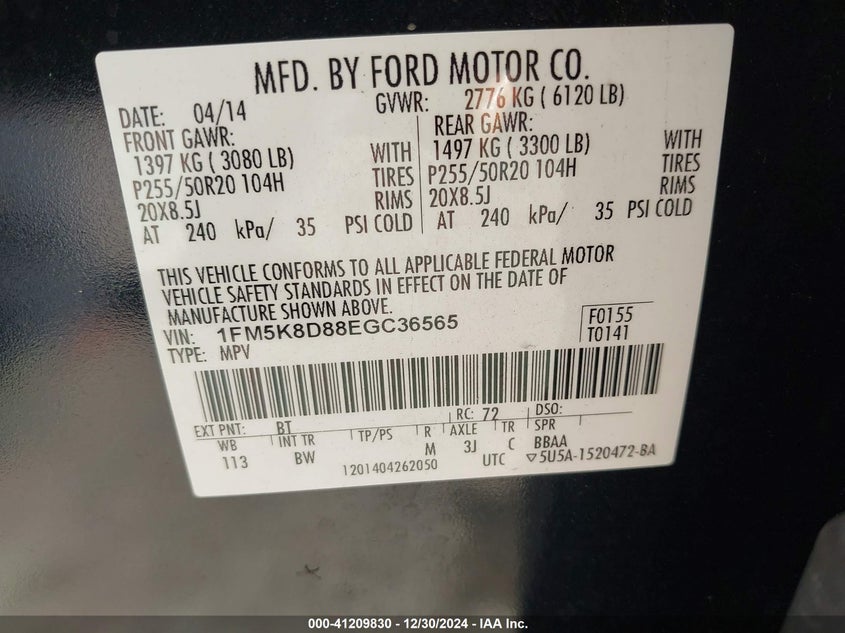 MFD. BY FORD MOTOR CO.
DATE: 04/14 GVWR: 2776 KG ( 6120 LB)
FRONT GAWR: REAR GAWR:
1397 KG ( 3080 LB) WITH 1497 KG ( 3300 LB) WITH
P255/50R20 104H TIRES P255/50R20 104H TIRES
20X8.5J RIMS 20X8.5J RIMS
AT 240 kPa/ 35 PSI COLD AT 240 kPa/ 35 PSI COLD
THIS VEHICLE CONFORMS TO ALL APPLICABLE FEDERAL MOTOR
VEHICLE SAFETY STANDARDS IN EFFECT ON THE DATE OF
MANUFACTURE SHOWN ABOVE.
VIN: 1FM5K8D88EGC36565 F0155
TYPE: MPV T0141
EXT PNT: BT RC: 72 DSO:
WB INT TR TP/PS R AXLE TR SPR
113 BW M 3J C BBAA
1201404262050 UTC ▽5U5A-1520472-BA
000-41209830 - 12/30/2024 - IAA Inc.